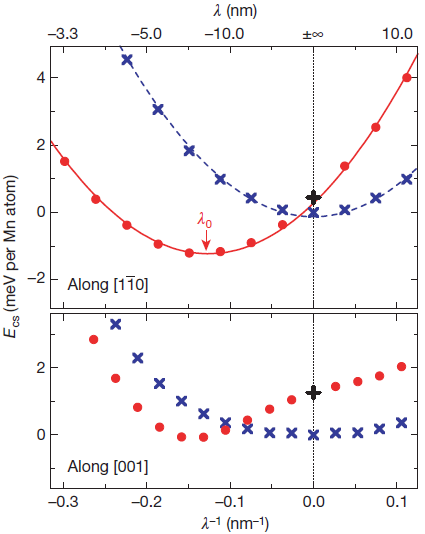 λ (nm)
−3.3 −5.0 −10.0 ±∞ 10.0
4
2
0
−2
λ0
Along [11̅0]
E_cs (meV per Mn atom)
2
0
Along [001]
−0.3 −0.2 −0.1 0.0 0.1
λ-1 (nm-1)